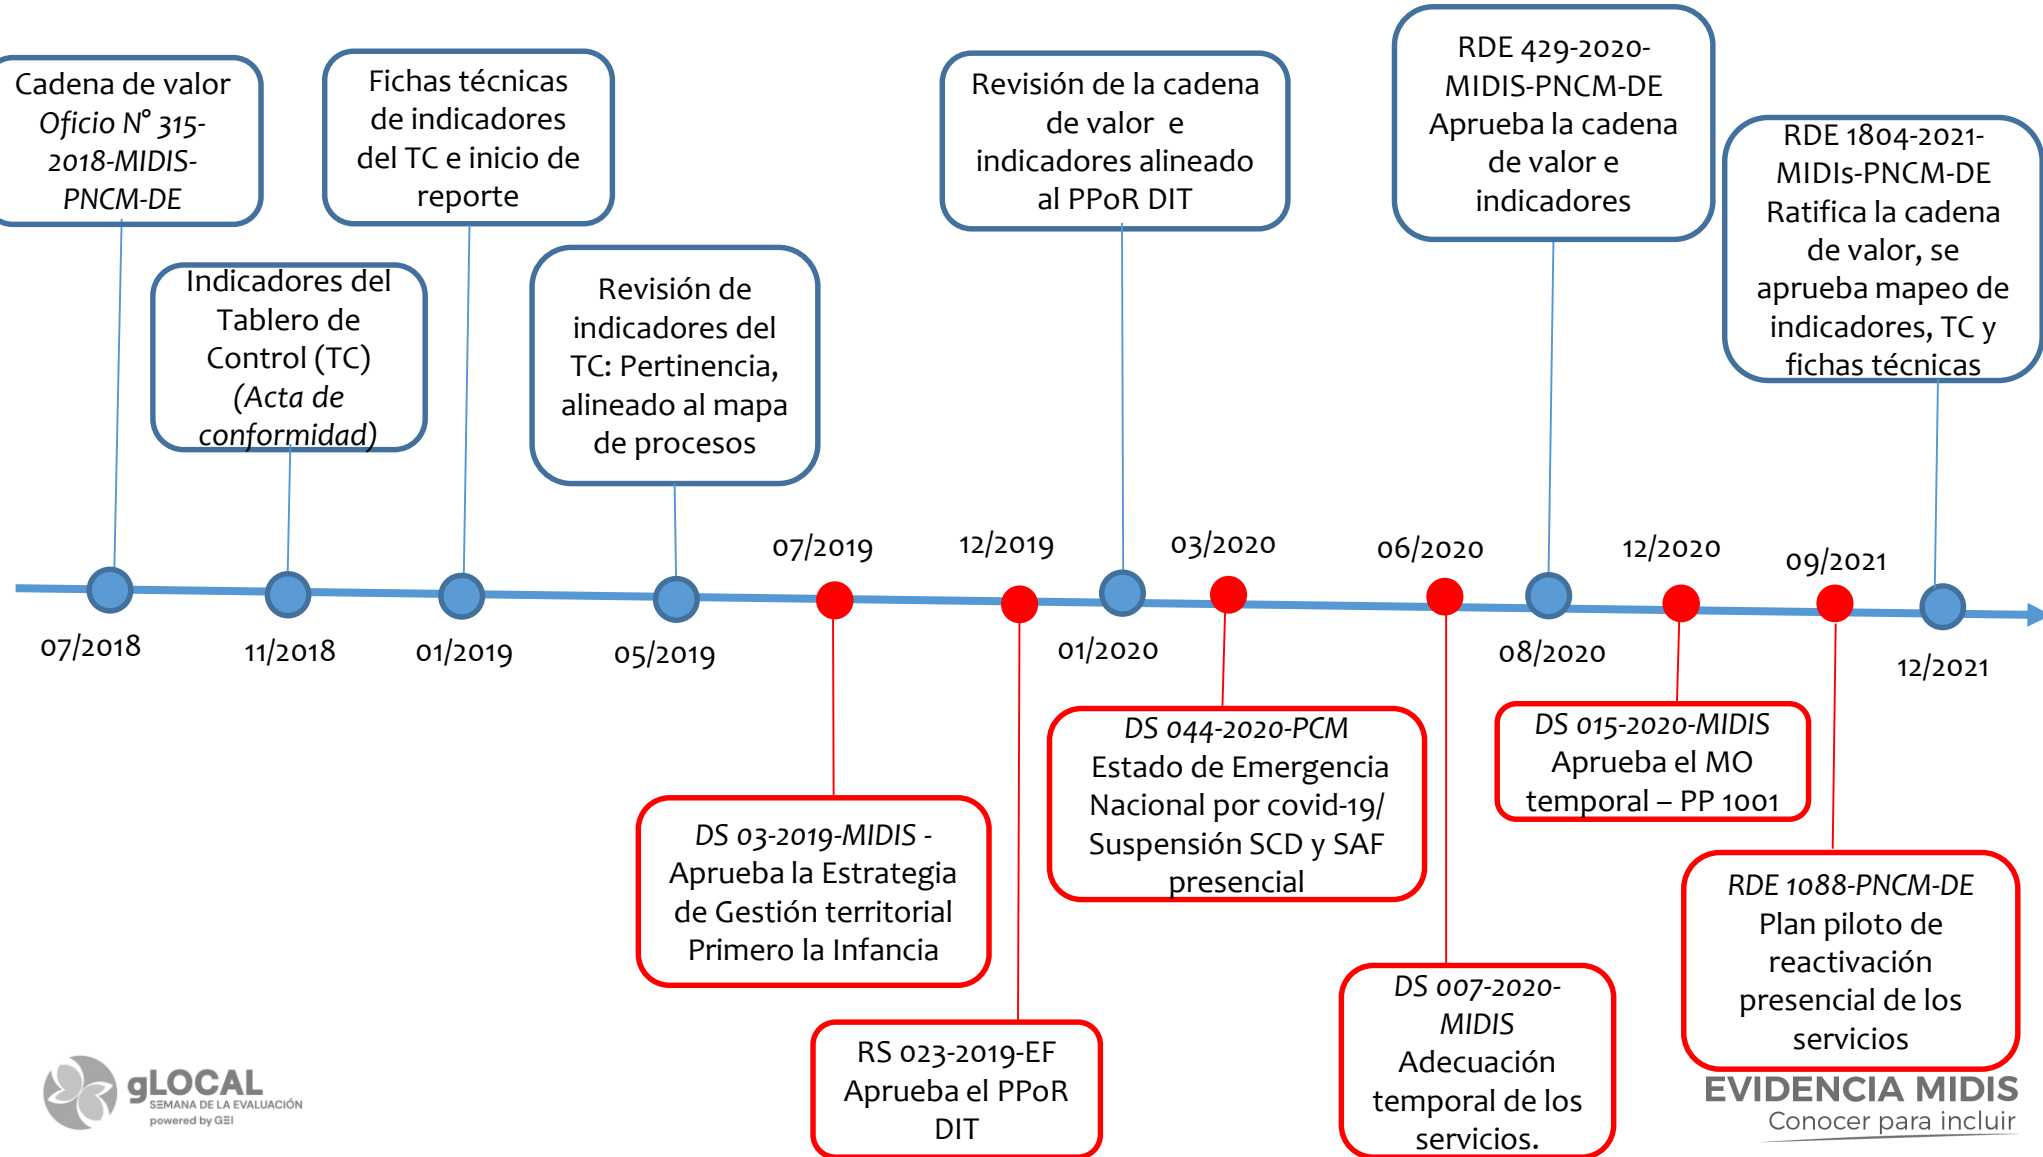 Cadena de valor
Oficio N° 315-
2018-MIDIS-
PNCM-DE
Indicadores del
Tablero de
Control (TC)
(Acta de
conformidad)
Fichas técnicas
de indicadores
del TC e inicio de
reporte
Revisión de
indicadores del
TC: Pertinencia,
alineado al mapa
de procesos
Revisión de la cadena
de valor e
indicadores alineado
al PPoR DIT
RDE 429-2020-
MIDIS-PNCM-DE
Aprueba la cadena
de valor e
indicadores
RDE 1804-2021-
MIDIs-PNCM-DE
Ratifica la cadena
de valor, se
aprueba mapeo de
indicadores, TC y
fichas técnicas
07/2019
12/2019
03/2020
06/2020
12/2020
09/2021
07/2018
11/2018
01/2019
05/2019
01/2020
08/2020
12/2021
DS 03-2019-MIDIS -
Aprueba la Estrategia
de Gestión territorial
Primero la Infancia
RS 023-2019-EF
Aprueba el PPoR
DIT
DS 044-2020-PCM
Estado de Emergencia
Nacional por covid-19/
Suspensión SCD y SAF
presencial
DS 007-2020-
MIDIS
Adecuación
temporal de los
servicios.
DS 015-2020-MIDIS
Aprueba el MO
temporal – PP 1001
RDE 1088-PNCM-DE
Plan piloto de
reactivación
presencial de los
servicios
gLOCAL
SEMANA DE LA EVALUACIÓN
powered by GEI
EVIDENCIA MIDIS
Conocer para incluir